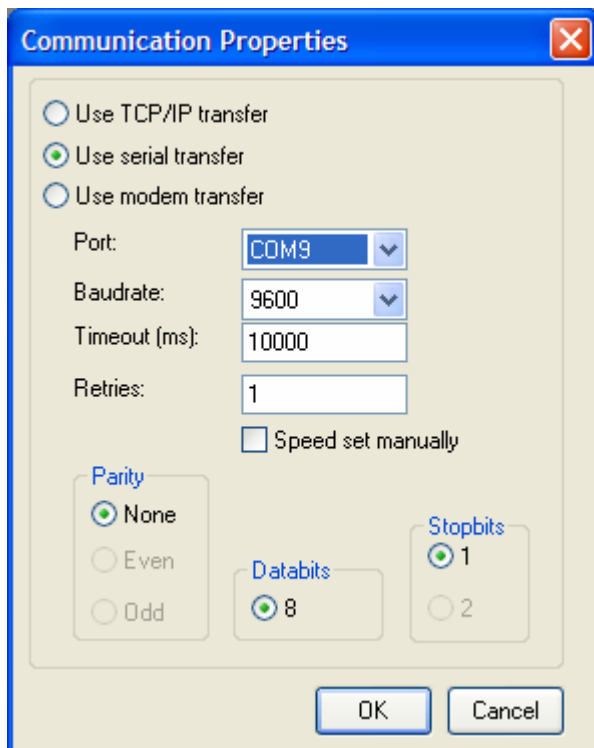 Communication Properties
Use TCP/IP transfer
Use serial transfer
Use modem transfer
Port: COM9
Baudrate: 9600
Timeout (ms): 10000
Retries: 1
Speed set manually
Parity
None
Even
Odd
Databits
8
Stopbits
1
2
OK Cancel